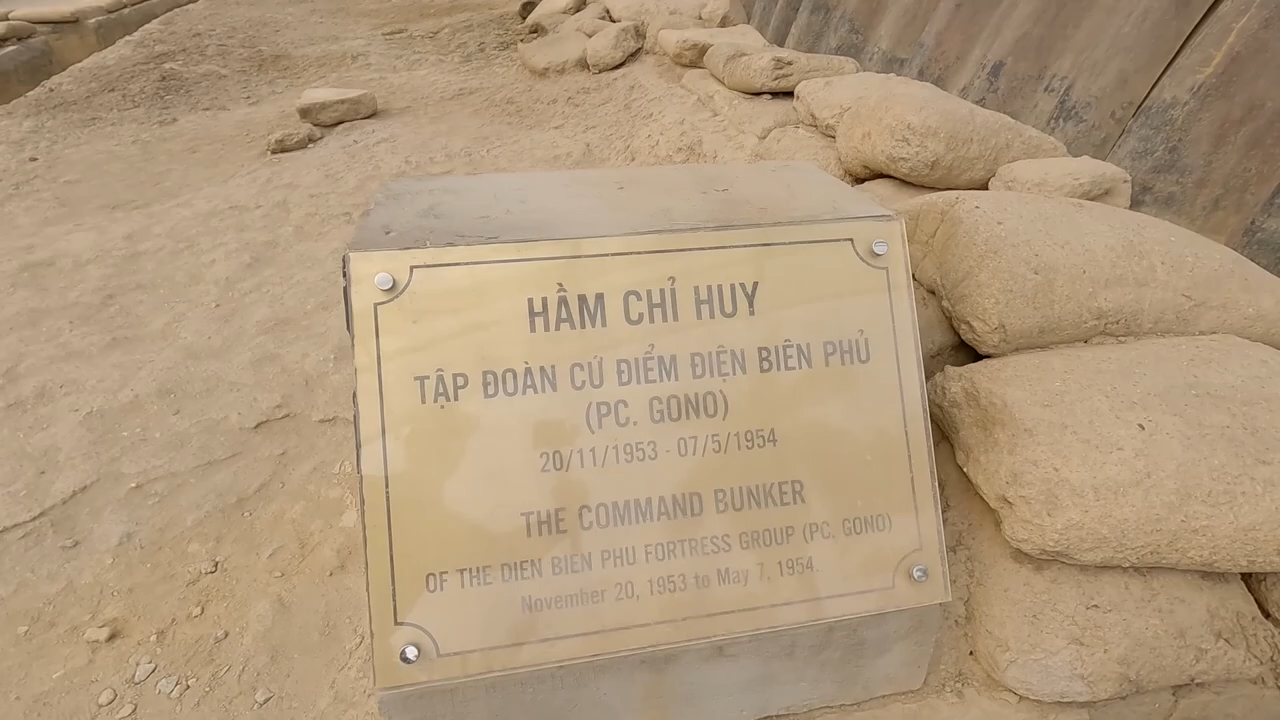 HẦM CHỈ HUY
TẬP ĐOÀN CỨ ĐIỂM ĐIỆN BIÊN PHỦ
(PC. GONO)
20/11/1953 - 07/5/1954
THE COMMAND BUNKER
OF THE DIEN BIEN PHU FORTRESS GROUP (PC. GONO)
November 20, 1953 to May 7, 1954.